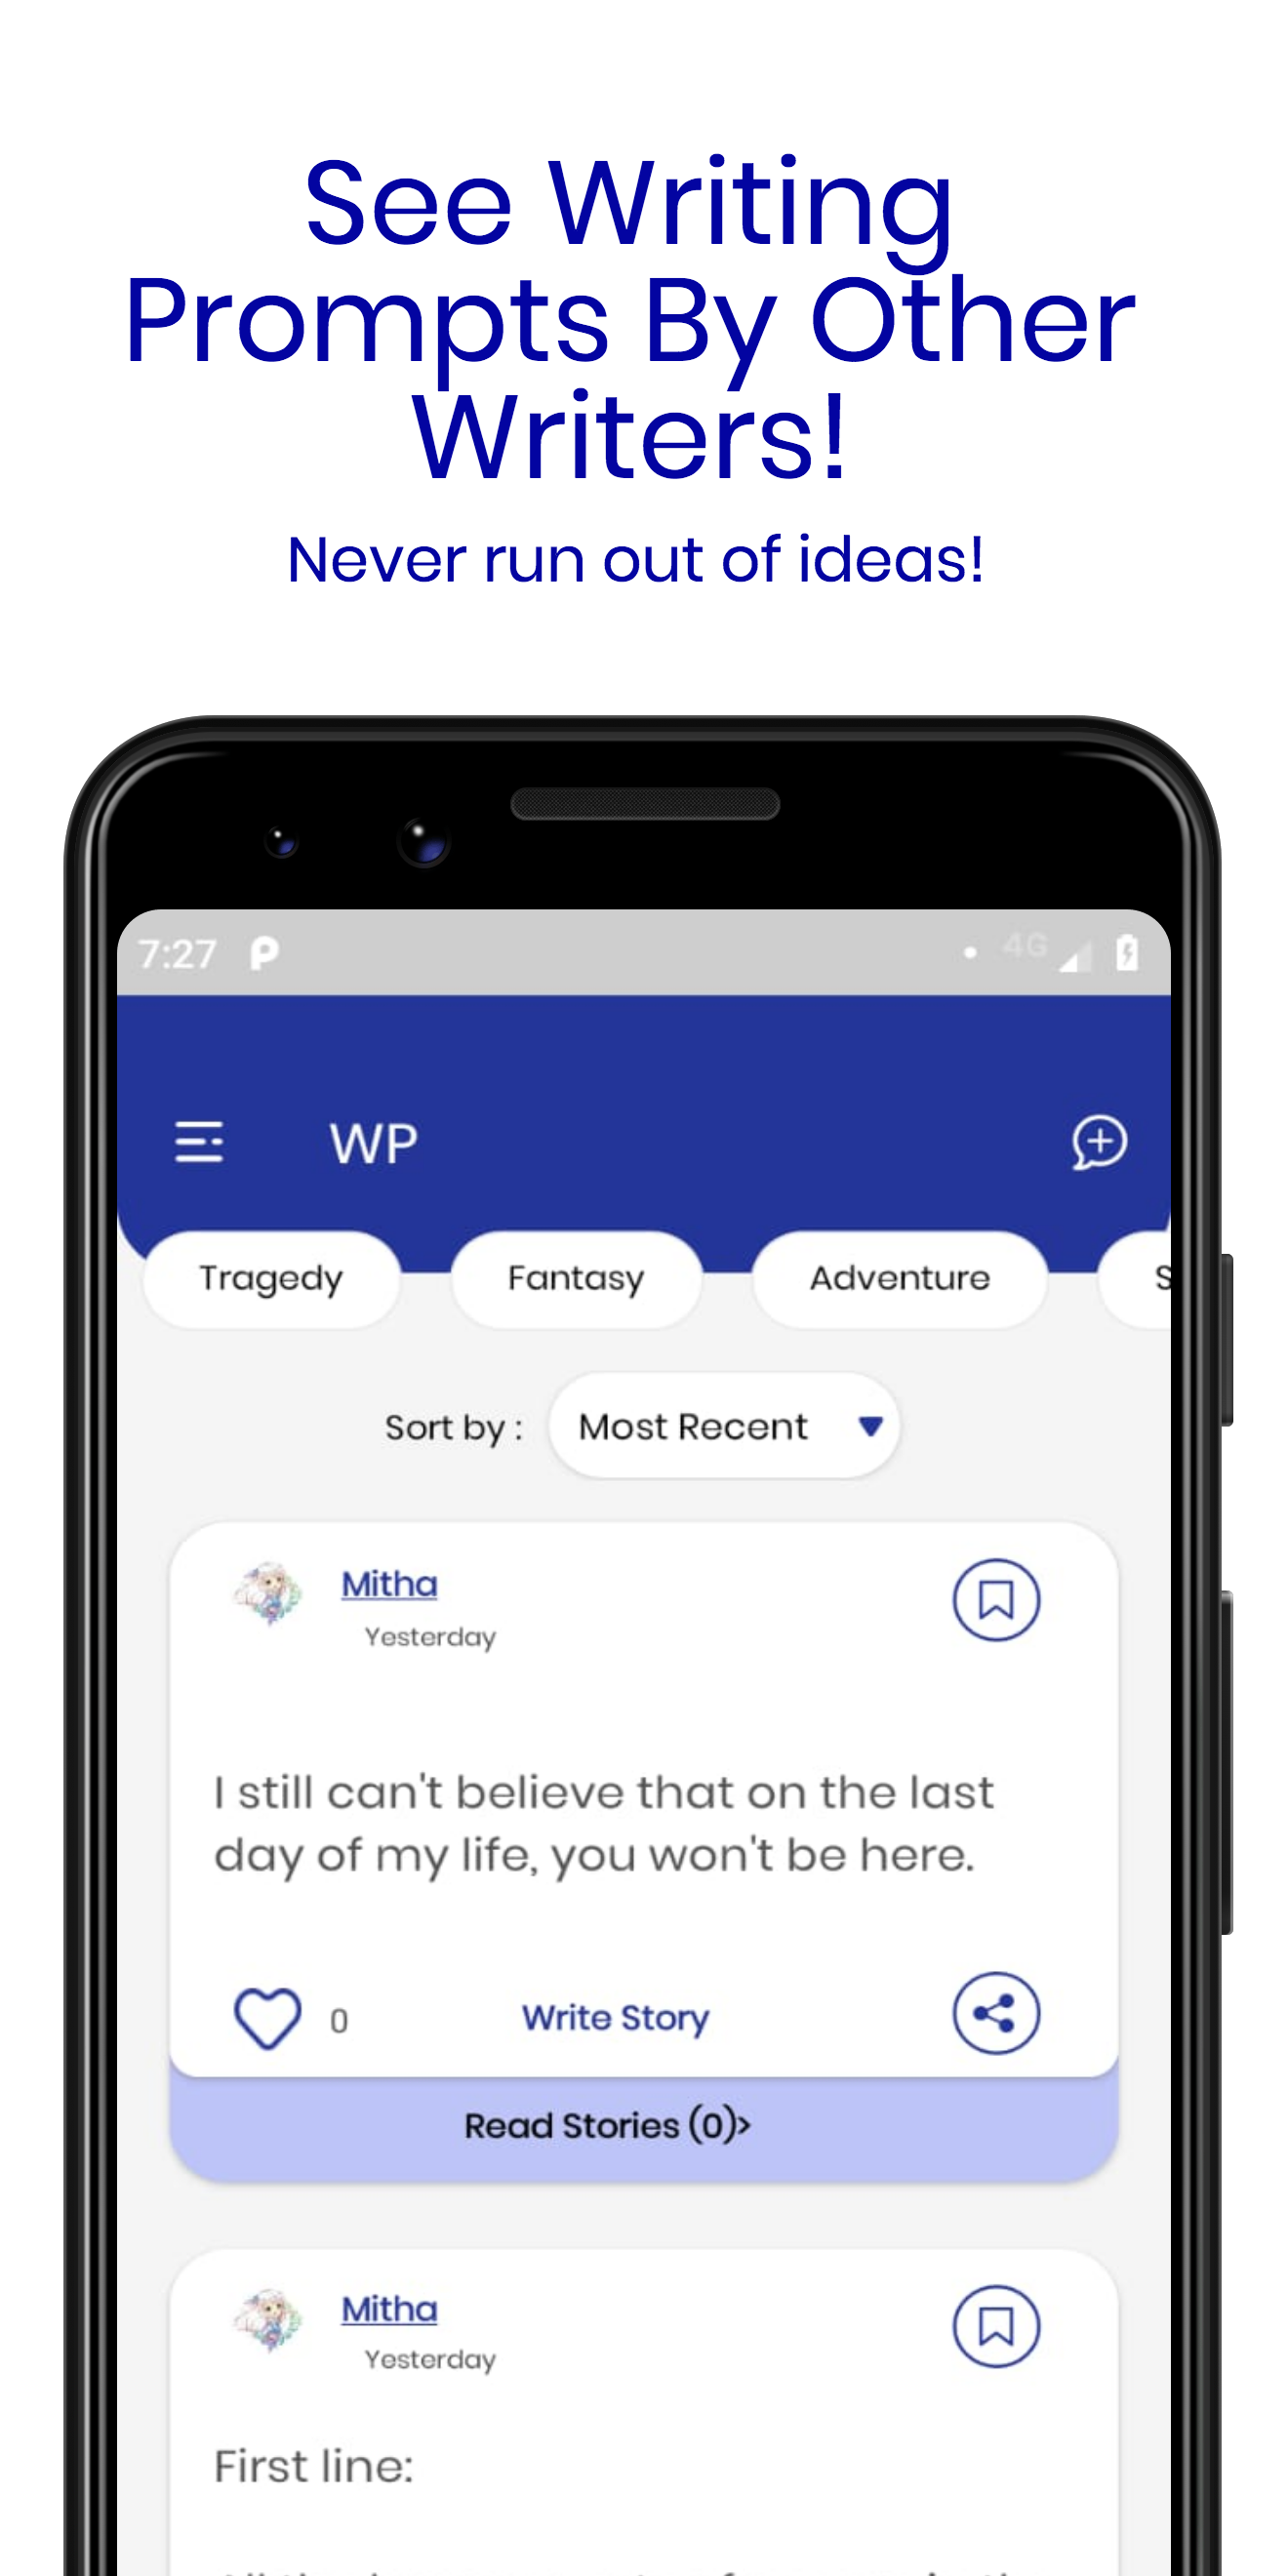 See Writing
Prompts By Other
Writers!
Never run out of ideas!
7:27
4G
WP
Tragedy
Fantasy
Adventure
S
Sort by :
Most Recent
Mitha
Yesterday
I still can't believe that on the last
day of my life, you won't be here.
0
Write Story
Read Stories (0)>
Mitha
Yesterday
First line: